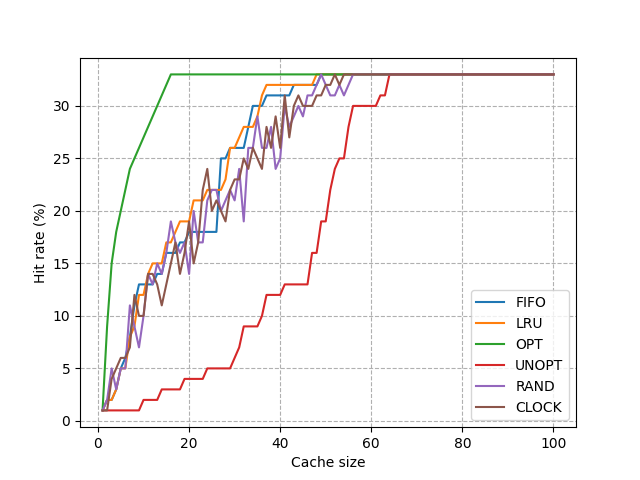 Hit rate (%)
30
25
20
15
10
5
0
0 20 40 60 80 100
Cache size
FIFO
LRU
OPT
UNOPT
RAND
CLOCK